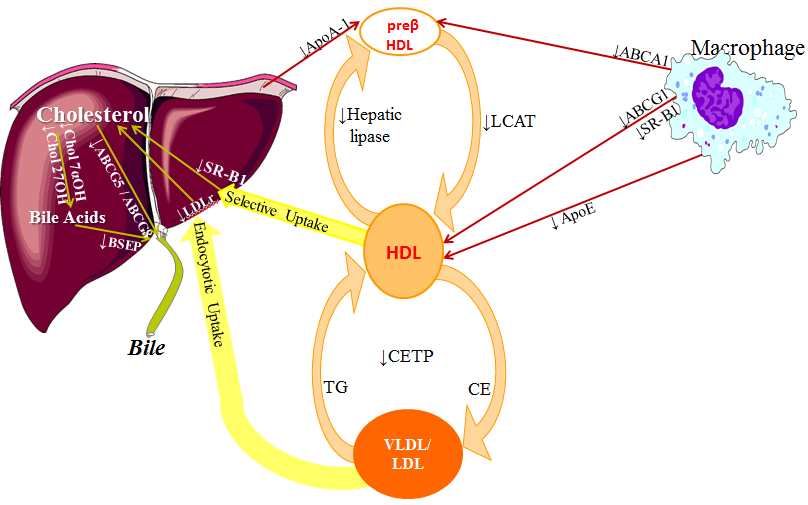 preβ
HDL
↓ApoA-1
↓ABCA1
Macrophage
↓ABCG1
↓SR-B1
↓Hepatic
lipase
↓LCAT
Cholesterol
↓Chol 7αOH
↓Chol 27OH
↓ABCG5 / ABCG8
↓SR-B1
↓LDLr
Selective Uptake
Bile Acids
↓BSEP
Endocytotic Uptake
HDL
↓ ApoE
Bile
↓CETP
TG
CE
VLDL/
LDL